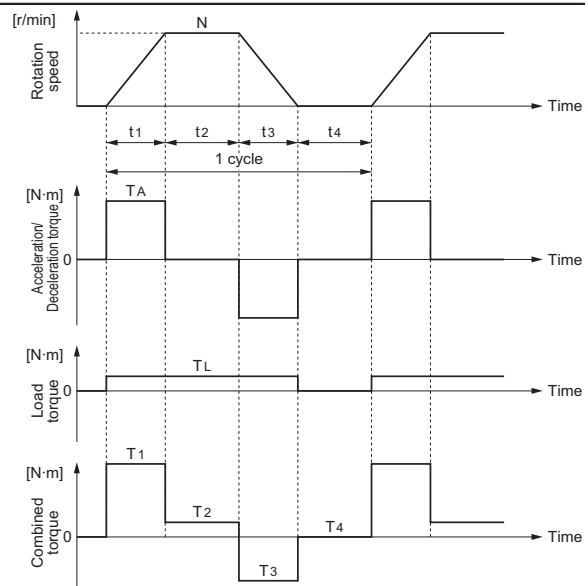 [r/min]
N
Rotation
speed
Time
t1
t2
t3
t4
1 cycle
[N·m]
TA
Acceleration/
Deceleration torque
0
Time
[N·m]
TL
Load
torque
0
Time
[N·m]
T1
T2
T4
Combined
torque
0
Time
T3